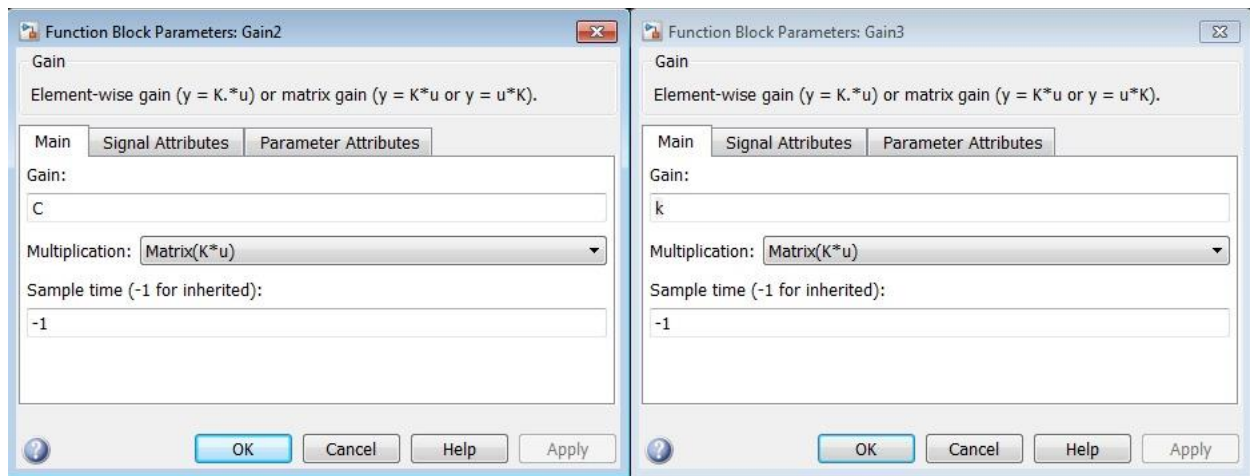 Function Block Parameters: Gain2
Gain
Element-wise gain (y = K.*u) or matrix gain (y = K*u or y = u*K).
Main Signal Attributes Parameter Attributes
Gain:
C
Multiplication: Matrix(K*u)
Sample time (-1 for inherited):
-1
OK Cancel Help Apply
Function Block Parameters: Gain3
Gain
Element-wise gain (y = K.*u) or matrix gain (y = K*u or y = u*K).
Main Signal Attributes Parameter Attributes
Gain:
k
Multiplication: Matrix(K*u)
Sample time (-1 for inherited):
-1
OK Cancel Help Apply